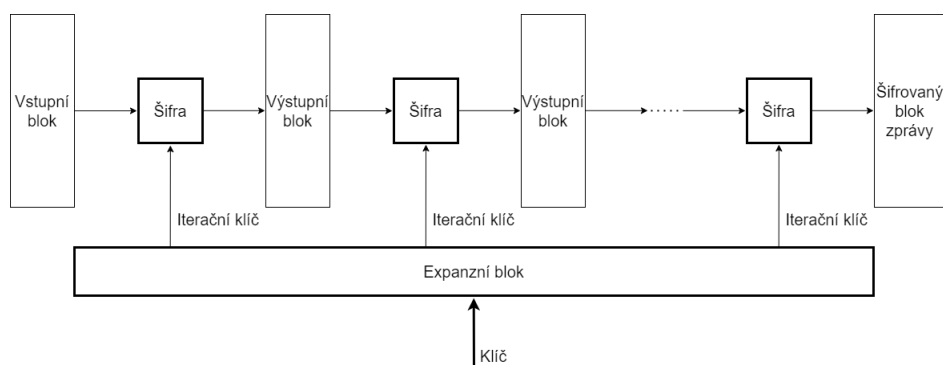 Vstupní
blok
Šifra
Výstupní
blok
Šifra
Výstupní
blok
.....
Šifra
Šifrovaný
blok
zprávy
Iterační klíč
Iterační klíč
Iterační klíč
Expanzní blok
Klíč